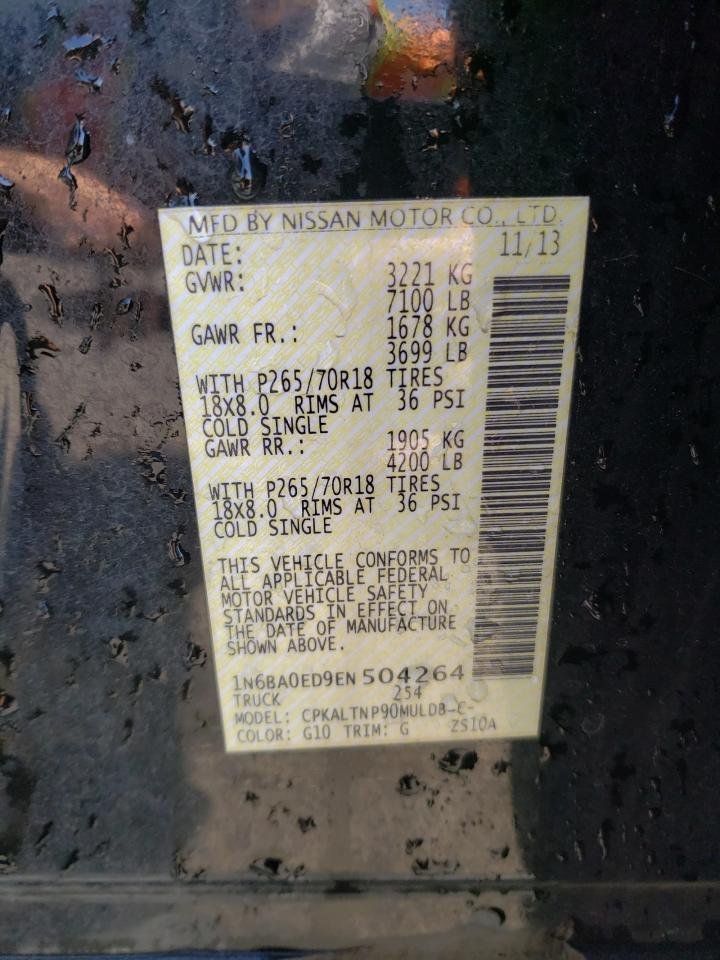 MFD BY NISSAN MOTOR CO., LTD.
DATE: 11/13
GVWR: 3221 KG
7100 LB
GAWR FR.: 1678 KG
3699 LB
WITH P265/70R18 TIRES
18X8.0 RIMS AT 36 PSI
COLD SINGLE
GAWR RR.: 1905 KG
4200 LB
WITH P265/70R18 TIRES
18X8.0 RIMS AT 36 PSI
COLD SINGLE
THIS VEHICLE CONFORMS TO
ALL APPLICABLE FEDERAL
MOTOR VEHICLE SAFETY
STANDARDS IN EFFECT ON
THE DATE OF MANUFACTURE
SHOWN ABOVE.
1N6BA0ED9EN504264
TRUCK 254
MODEL: CPKALTNP90MULDB-C-
COLOR: G10 TRIM: G ZS10A